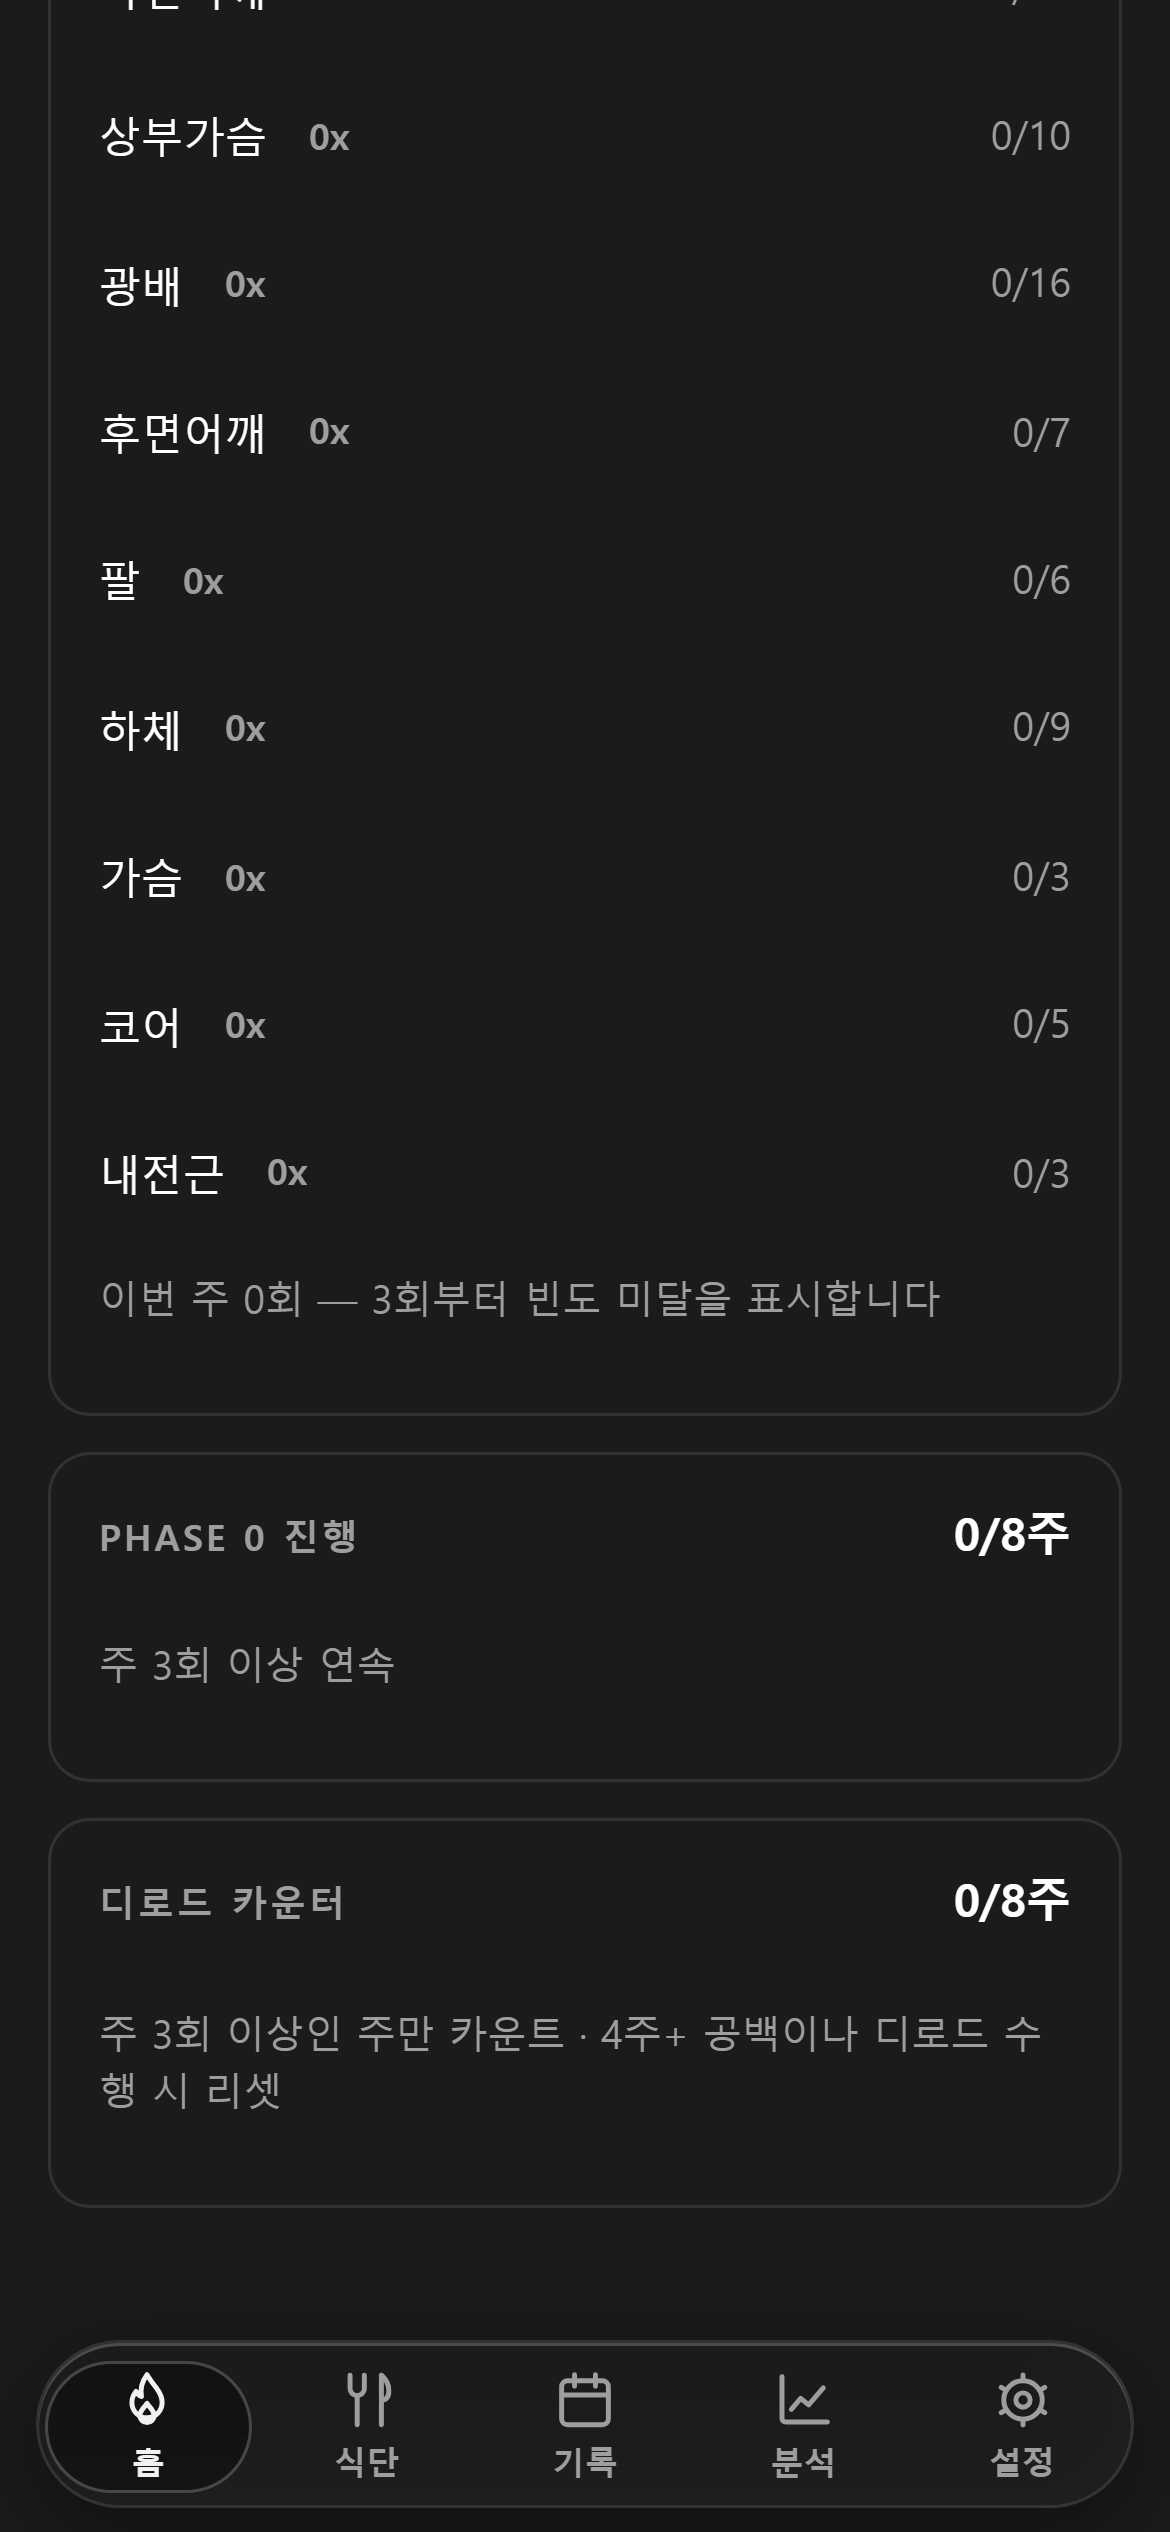 상부가슴 0x 0/10
광배 0x 0/16
후면어깨 0x 0/7
팔 0x 0/6
하체 0x 0/9
가슴 0x 0/3
코어 0x 0/5
내전근 0x 0/3
이번 주 0회 — 3회부터 빈도 미달을 표시합니다
PHASE 0 진행 0/8주
주 3회 이상 연속
디로드 카운터 0/8주
주 3회 이상인 주만 카운트 · 4주+ 공백이나 디로드 수
행 시 리셋
홈 식단 기록 분석 설정